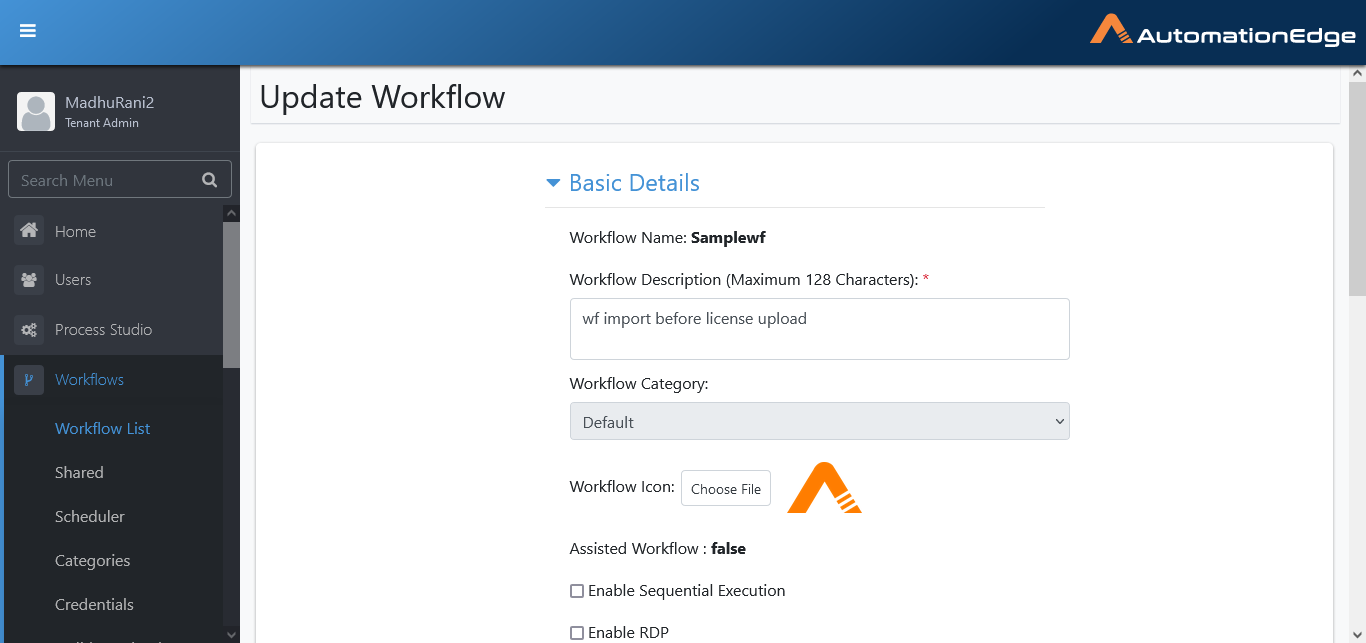 AutomationEdge
MadhuRani2
Tenant Admin
Search Menu
Home
Users
Process Studio
Workflows
Workflow List
Shared
Scheduler
Categories
Credentials
Update Workflow
Basic Details
Workflow Name: Samplewf
Workflow Description (Maximum 128 Characters): *
wf import before license upload
Workflow Category:
Default
Workflow Icon: Choose File
Assisted Workflow : false
Enable Sequential Execution
Enable RDP